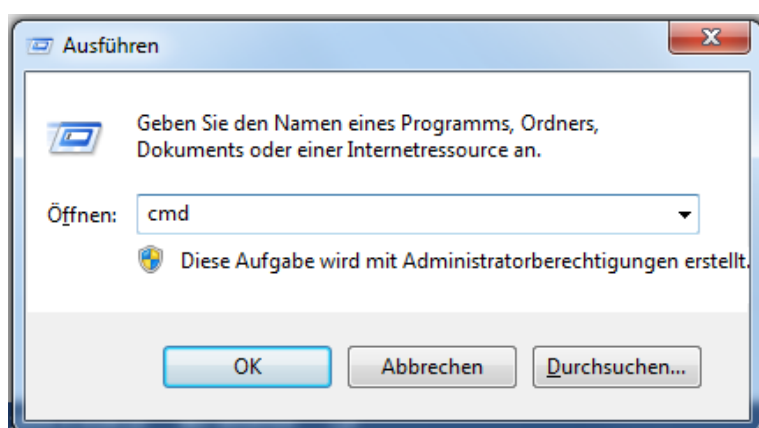 Ausführen
Geben Sie den Namen eines Programms, Ordners,
Dokuments oder einer Internetressource an.
Öffnen: cmd
Diese Aufgabe wird mit Administratorberechtigungen erstellt.
OK Abbrechen Durchsuchen...